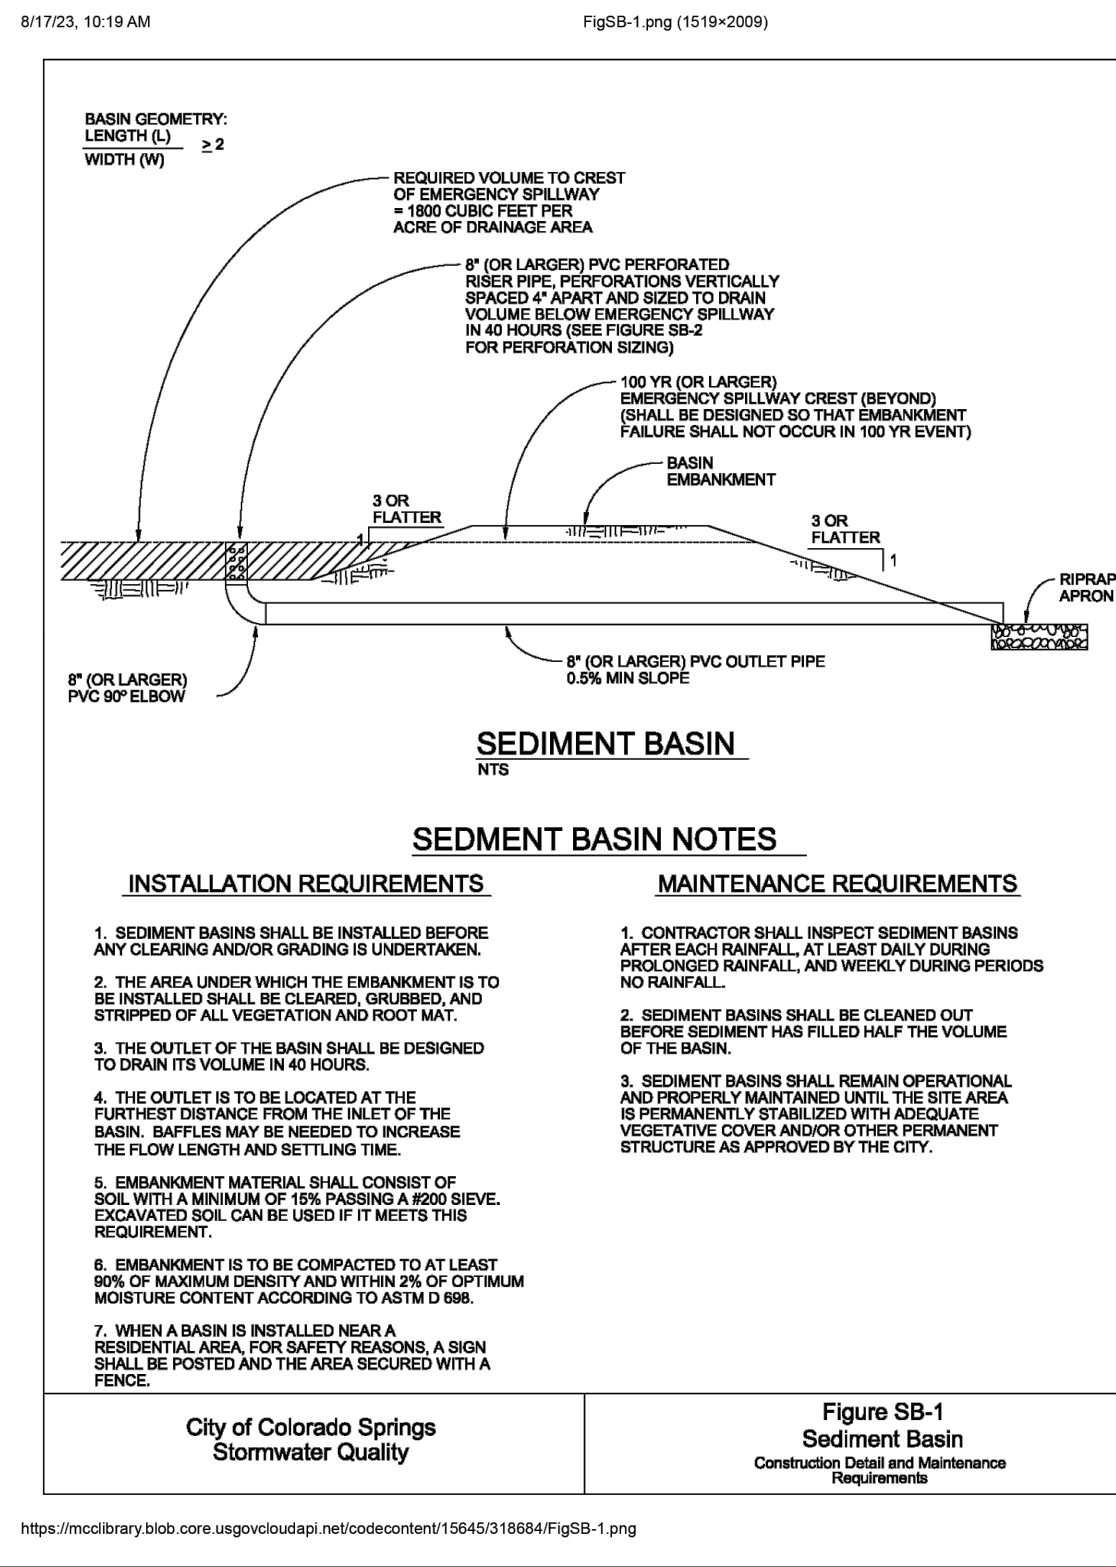 8/17/23, 10:19 AM
FigSB-1.png (1519×2009)
BASIN GEOMETRY:
LENGTH (L)
WIDTH (W)
≥ 2
REQUIRED VOLUME TO CREST
OF EMERGENCY SPILLWAY
= 1800 CUBIC FEET PER
ACRE OF DRAINAGE AREA
8" (OR LARGER) PVC PERFORATED
RISER PIPE, PERFORATIONS VERTICALLY
SPACED 4" APART AND SIZED TO DRAIN
VOLUME BELOW EMERGENCY SPILLWAY
IN 40 HOURS (SEE FIGURE SB-2
FOR PERFORATION SIZING)
100 YR (OR LARGER)
EMERGENCY SPILLWAY CREST (BEYOND)
(SHALL BE DESIGNED SO THAT EMBANKMENT
FAILURE SHALL NOT OCCUR IN 100 YR EVENT)
BASIN
EMBANKMENT
3 OR
FLATTER
1
3 OR
FLATTER
1
RIPRAP
APRON
8" (OR LARGER) PVC OUTLET PIPE
0.5% MIN SLOPE
8" (OR LARGER)
PVC 90º ELBOW
SEDIMENT BASIN
NTS
SEDMENT BASIN NOTES
INSTALLATION REQUIREMENTS
1. SEDIMENT BASINS SHALL BE INSTALLED BEFORE
ANY CLEARING AND/OR GRADING IS UNDERTAKEN.
2. THE AREA UNDER WHICH THE EMBANKMENT IS TO
BE INSTALLED SHALL BE CLEARED, GRUBBED, AND
STRIPPED OF ALL VEGETATION AND ROOT MAT.
3. THE OUTLET OF THE BASIN SHALL BE DESIGNED
TO DRAIN ITS VOLUME IN 40 HOURS.
4. THE OUTLET IS TO BE LOCATED AT THE
FURTHEST DISTANCE FROM THE INLET OF THE
BASIN. BAFFLES MAY BE NEEDED TO INCREASE
THE FLOW LENGTH AND SETTLING TIME.
5. EMBANKMENT MATERIAL SHALL CONSIST OF
SOIL WITH A MINIMUM OF 15% PASSING A #200 SIEVE.
EXCAVATED SOIL CAN BE USED IF IT MEETS THIS
REQUIREMENT.
6. EMBANKMENT IS TO BE COMPACTED TO AT LEAST
90% OF MAXIMUM DENSITY AND WITHIN 2% OF OPTIMUM
MOISTURE CONTENT ACCORDING TO ASTM D 698.
7. WHEN A BASIN IS INSTALLED NEAR A
RESIDENTIAL AREA, FOR SAFETY REASONS, A SIGN
SHALL BE POSTED AND THE AREA SECURED WITH A
FENCE.
MAINTENANCE REQUIREMENTS
1. CONTRACTOR SHALL INSPECT SEDIMENT BASINS
AFTER EACH RAINFALL, AT LEAST DAILY DURING
PROLONGED RAINFALL, AND WEEKLY DURING PERIODS
NO RAINFALL.
2. SEDIMENT BASINS SHALL BE CLEANED OUT
BEFORE SEDIMENT HAS FILLED HALF THE VOLUME
OF THE BASIN.
3. SEDIMENT BASINS SHALL REMAIN OPERATIONAL
AND PROPERLY MAINTAINED UNTIL THE SITE AREA
IS PERMANENTLY STABILIZED WITH ADEQUATE
VEGETATIVE COVER AND/OR OTHER PERMANENT
STRUCTURE AS APPROVED BY THE CITY.
City of Colorado Springs
Stormwater Quality
Figure SB-1
Sediment Basin
Construction Detail and Maintenance
Requirements
https://mcclibrary.blob.core.usgovcloudapi.net/codecontent/15645/318684/FigSB-1.png